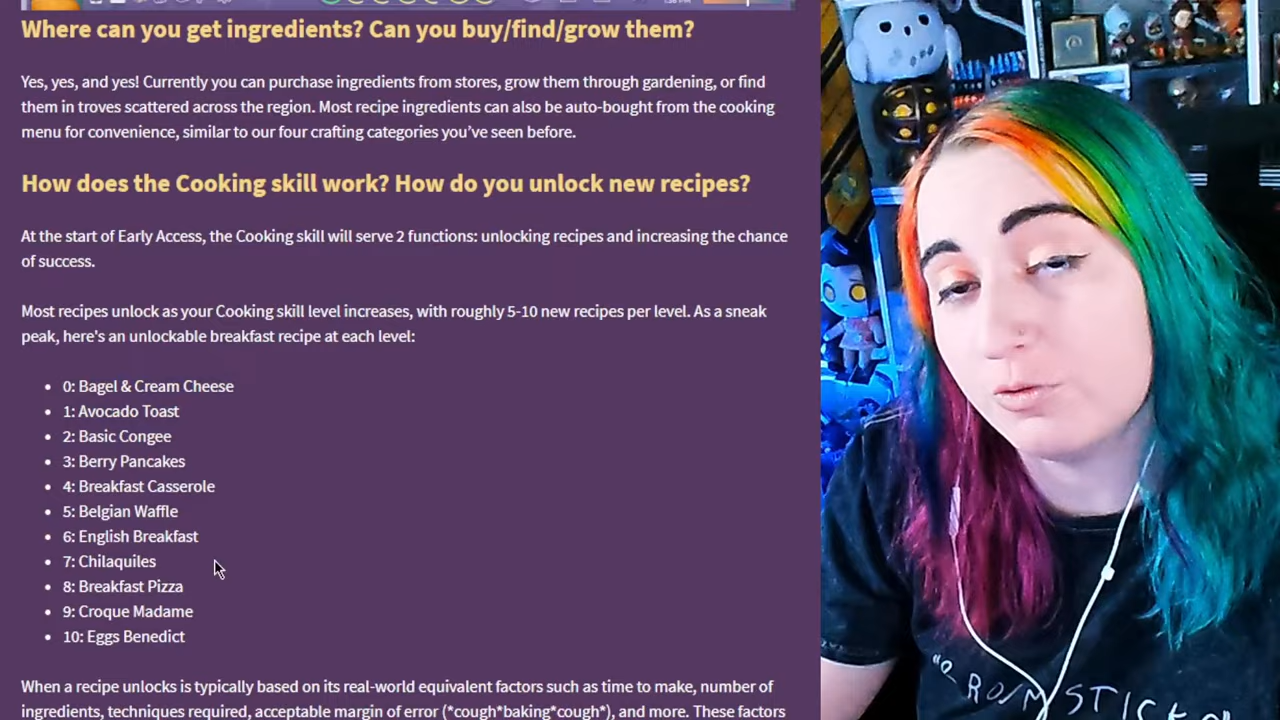 Where can you get ingredients? Can you buy/find/grow them?
Yes, yes, and yes! Currently you can purchase ingredients from stores, grow them through gardening, or find
them in troves scattered across the region. Most recipe ingredients can also be auto-bought from the cooking
menu for convenience, similar to our four crafting categories you’ve seen before.
How does the Cooking skill work? How do you unlock new recipes?
At the start of Early Access, the Cooking skill will serve 2 functions: unlocking recipes and increasing the chance
of success.
Most recipes unlock as your Cooking skill level increases, with roughly 5-10 new recipes per level. As a sneak
peak, here's an unlockable breakfast recipe at each level:
0: Bagel & Cream Cheese
1: Avocado Toast
2: Basic Congee
3: Berry Pancakes
4: Breakfast Casserole
5: Belgian Waffle
6: English Breakfast
7: Chilaquiles
8: Breakfast Pizza
9: Croque Madame
10: Eggs Benedict
When a recipe unlocks is typically based on its real-world equivalent factors such as time to make, number of
ingredients, techniques required, acceptable margin of error (*cough*baking*cough*), and more. These factors